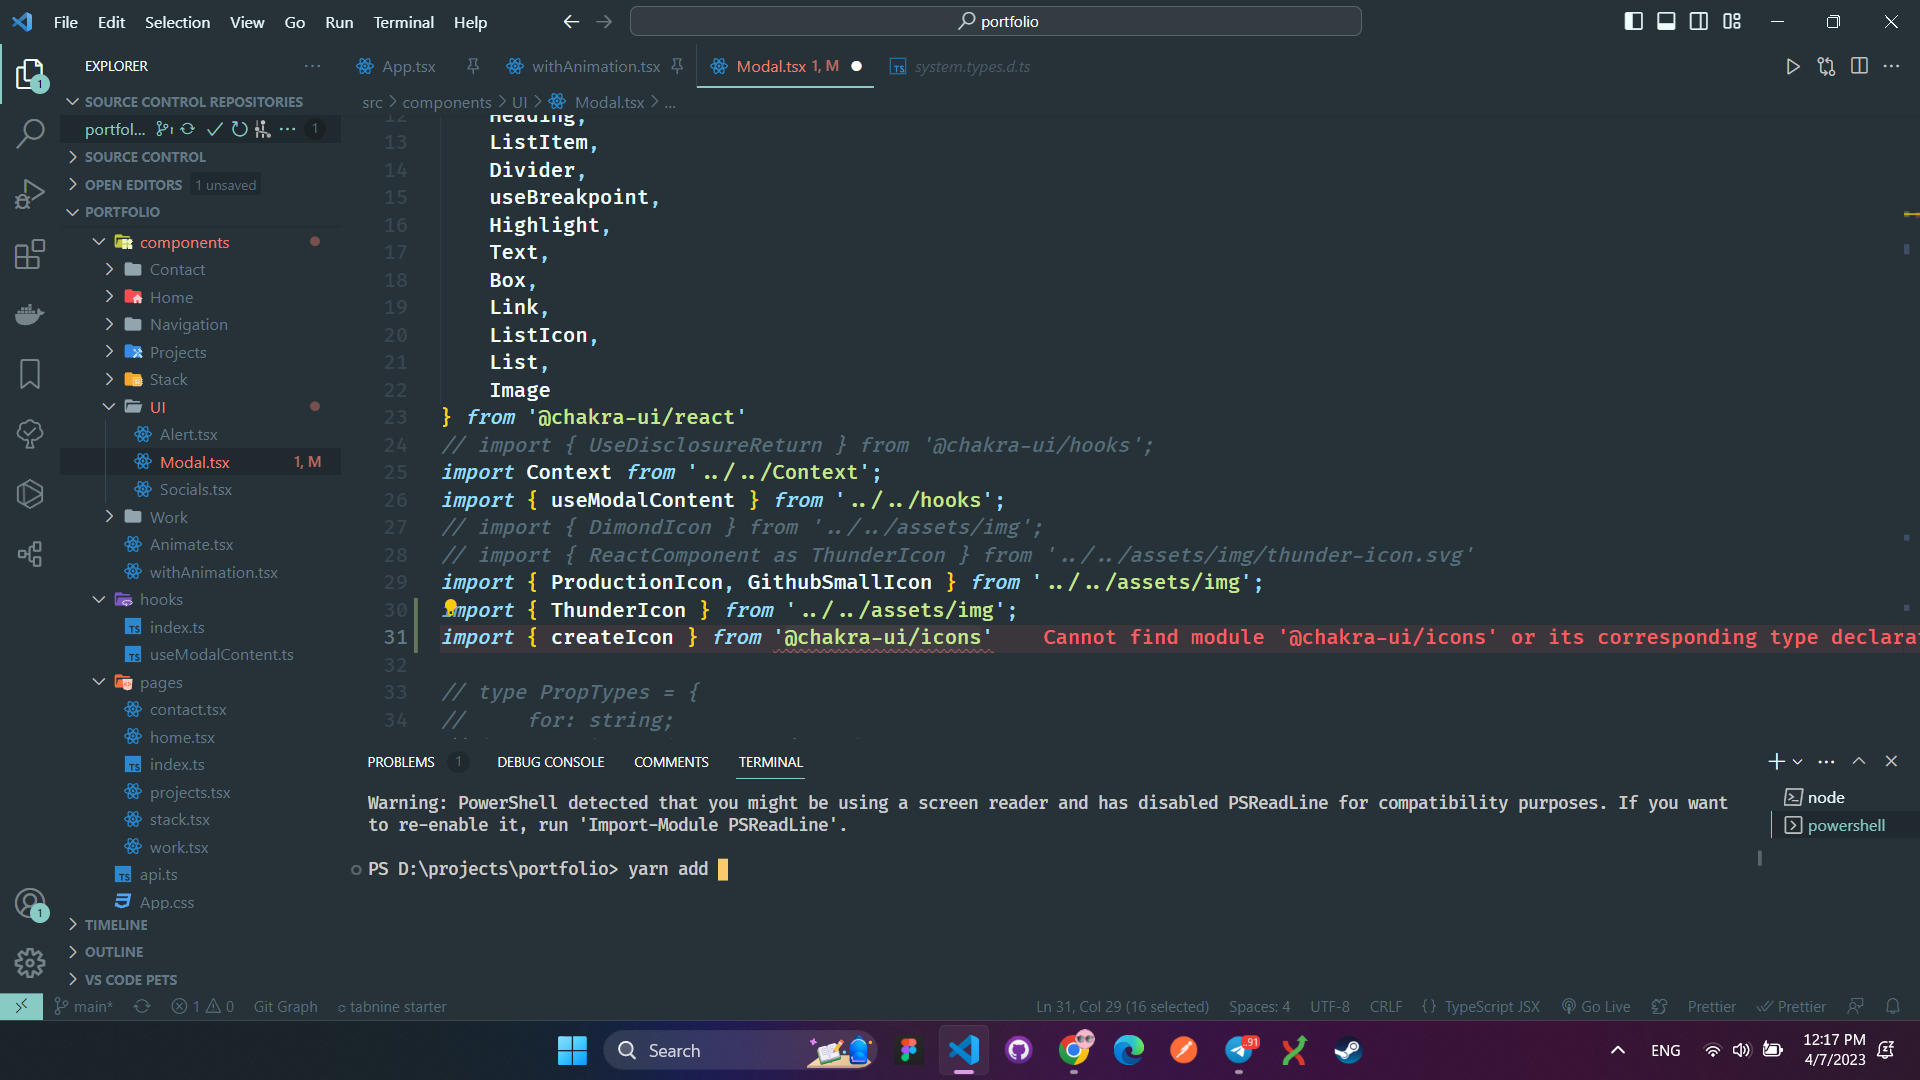 File Edit Selection View Go Run Terminal Help
portfolio
EXPLORER
SOURCE CONTROL REPOSITORIES
portfol...
1
SOURCE CONTROL
OPEN EDITORS 1 unsaved
PORTFOLIO
components
Contact
Home
Navigation
Projects
Stack
UI
Alert.tsx
Modal.tsx 1, M
Socials.tsx
Work
Animate.tsx
withAnimation.tsx
hooks
index.ts
useModalContent.ts
pages
contact.tsx
home.tsx
index.ts
projects.tsx
stack.tsx
work.tsx
api.ts
App.css
TIMELINE
OUTLINE
VS CODE PETS
1
1
App.tsx withAnimation.tsx Modal.tsx 1, M system.types.d.ts
src > components > UI > Modal.tsx > ...
12 Heading,
13 ListItem,
14 Divider,
15 useBreakpoint,
16 Highlight,
17 Text,
18 Box,
19 Link,
20 ListIcon,
21 List,
22 Image
23 } from '@chakra-ui/react'
24 // import { UseDisclosureReturn } from '@chakra-ui/hooks';
25 import Context from '../../Context';
26 import { useModalContent } from '../../hooks';
27 // import { DimondIcon } from '../../assets/img';
28 // import { ReactComponent as ThunderIcon } from '../../assets/img/thunder-icon.svg'
29 import { ProductionIcon, GithubSmallIcon } from '../../assets/img';
30 import { ThunderIcon } from '../../assets/img';
31 import { createIcon } from '@chakra-ui/icons' Cannot find module '@chakra-ui/icons' or its corresponding type declarat
32
33 // type PropTypes = {
34 // for: string;
PROBLEMS 1 DEBUG CONSOLE COMMENTS TERMINAL
Warning: PowerShell detected that you might be using a screen reader and has disabled PSReadLine for compatibility purposes. If you want
to re-enable it, run 'Import-Module PSReadLine'.
PS D:\projects\portfolio> yarn add
node
powershell
main* 1 0 Git Graph tabnine starter
Ln 31, Col 29 (16 selected) Spaces: 4 UTF-8 CRLF {} TypeScript JSX Go Live Prettier Prettier
Search
91
ENG
12:17 PM
4/7/2023